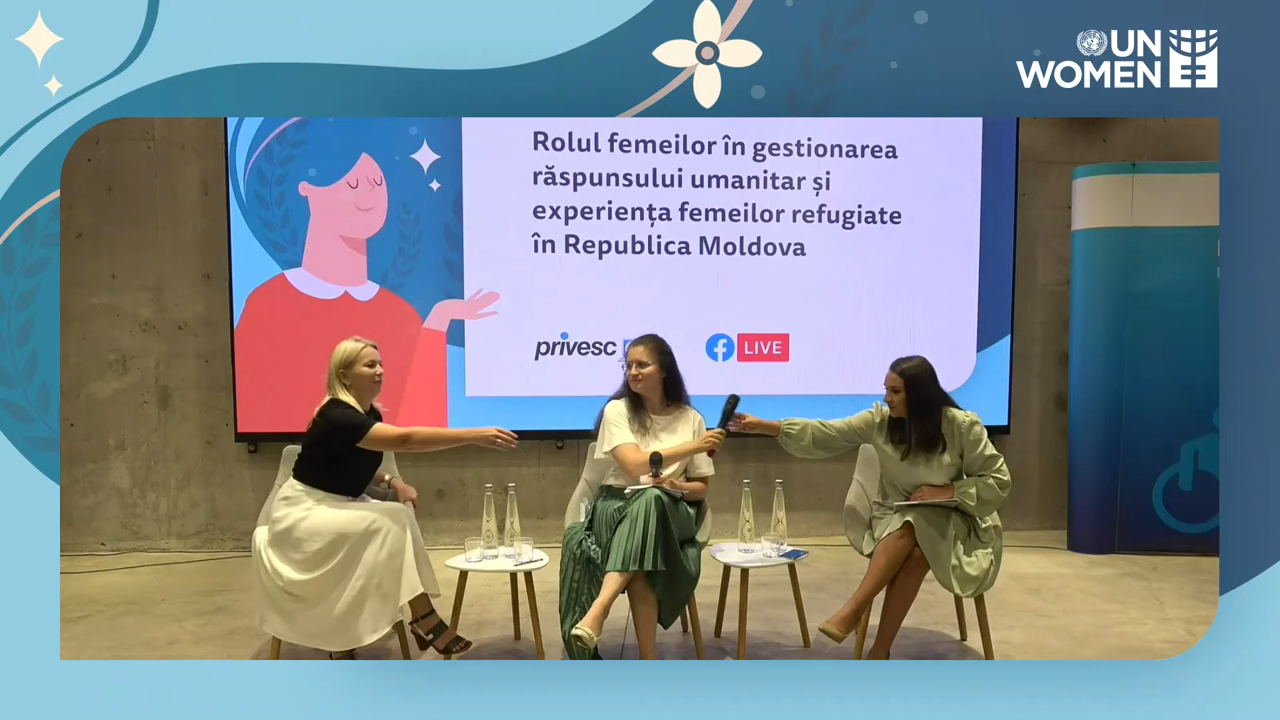 UN
WOMEN
Rolul femeilor în gestionarea
răspunsului umanitar și
experiența femeilor refugiate
în Republica Moldova
privesc
LIVE